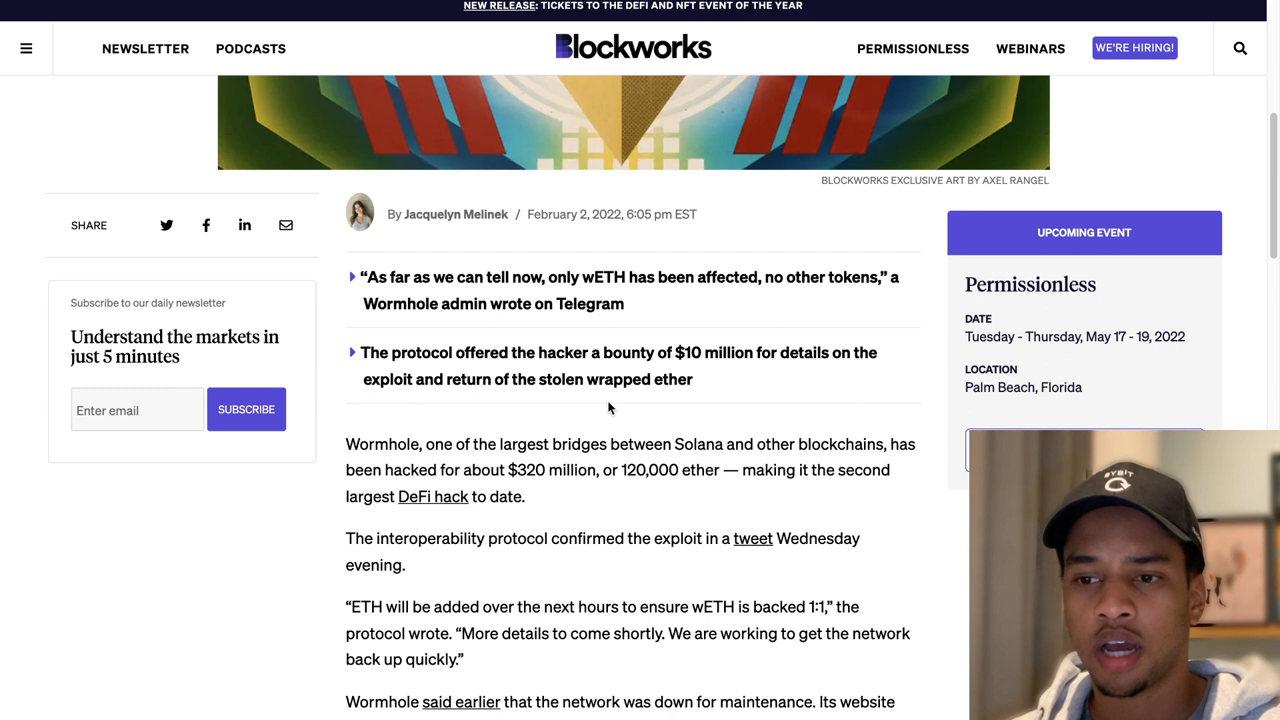 NEW RELEASE: TICKETS TO THE DEFI AND NFT EVENT OF THE YEAR
NEWSLETTER
PODCASTS
Blockworks
PERMISSIONLESS
WEBINARS
WE'RE HIRING!
BLOCKWORKS EXCLUSIVE ART BY AXEL RANGEL
SHARE
By Jacquelyn Melinek / February 2, 2022, 6:05 pm EST
Subscribe to our daily newsletter
Understand the markets in
just 5 minutes
Enter email
SUBSCRIBE
“As far as we can tell now, only wETH has been affected, no other tokens,” a
Wormhole admin wrote on Telegram
The protocol offered the hacker a bounty of $10 million for details on the
exploit and return of the stolen wrapped ether
Wormhole, one of the largest bridges between Solana and other blockchains, has
been hacked for about $320 million, or 120,000 ether — making it the second
largest DeFi hack to date.
The interoperability protocol confirmed the exploit in a tweet Wednesday
evening.
“ETH will be added over the next hours to ensure wETH is backed 1:1,” the
protocol wrote. “More details to come shortly. We are working to get the network
back up quickly.”
Wormhole said earlier that the network was down for maintenance. Its website
UPCOMING EVENT
Permissionless
DATE
Tuesday - Thursday, May 17 - 19, 2022
LOCATION
Palm Beach, Florida
BYBIT